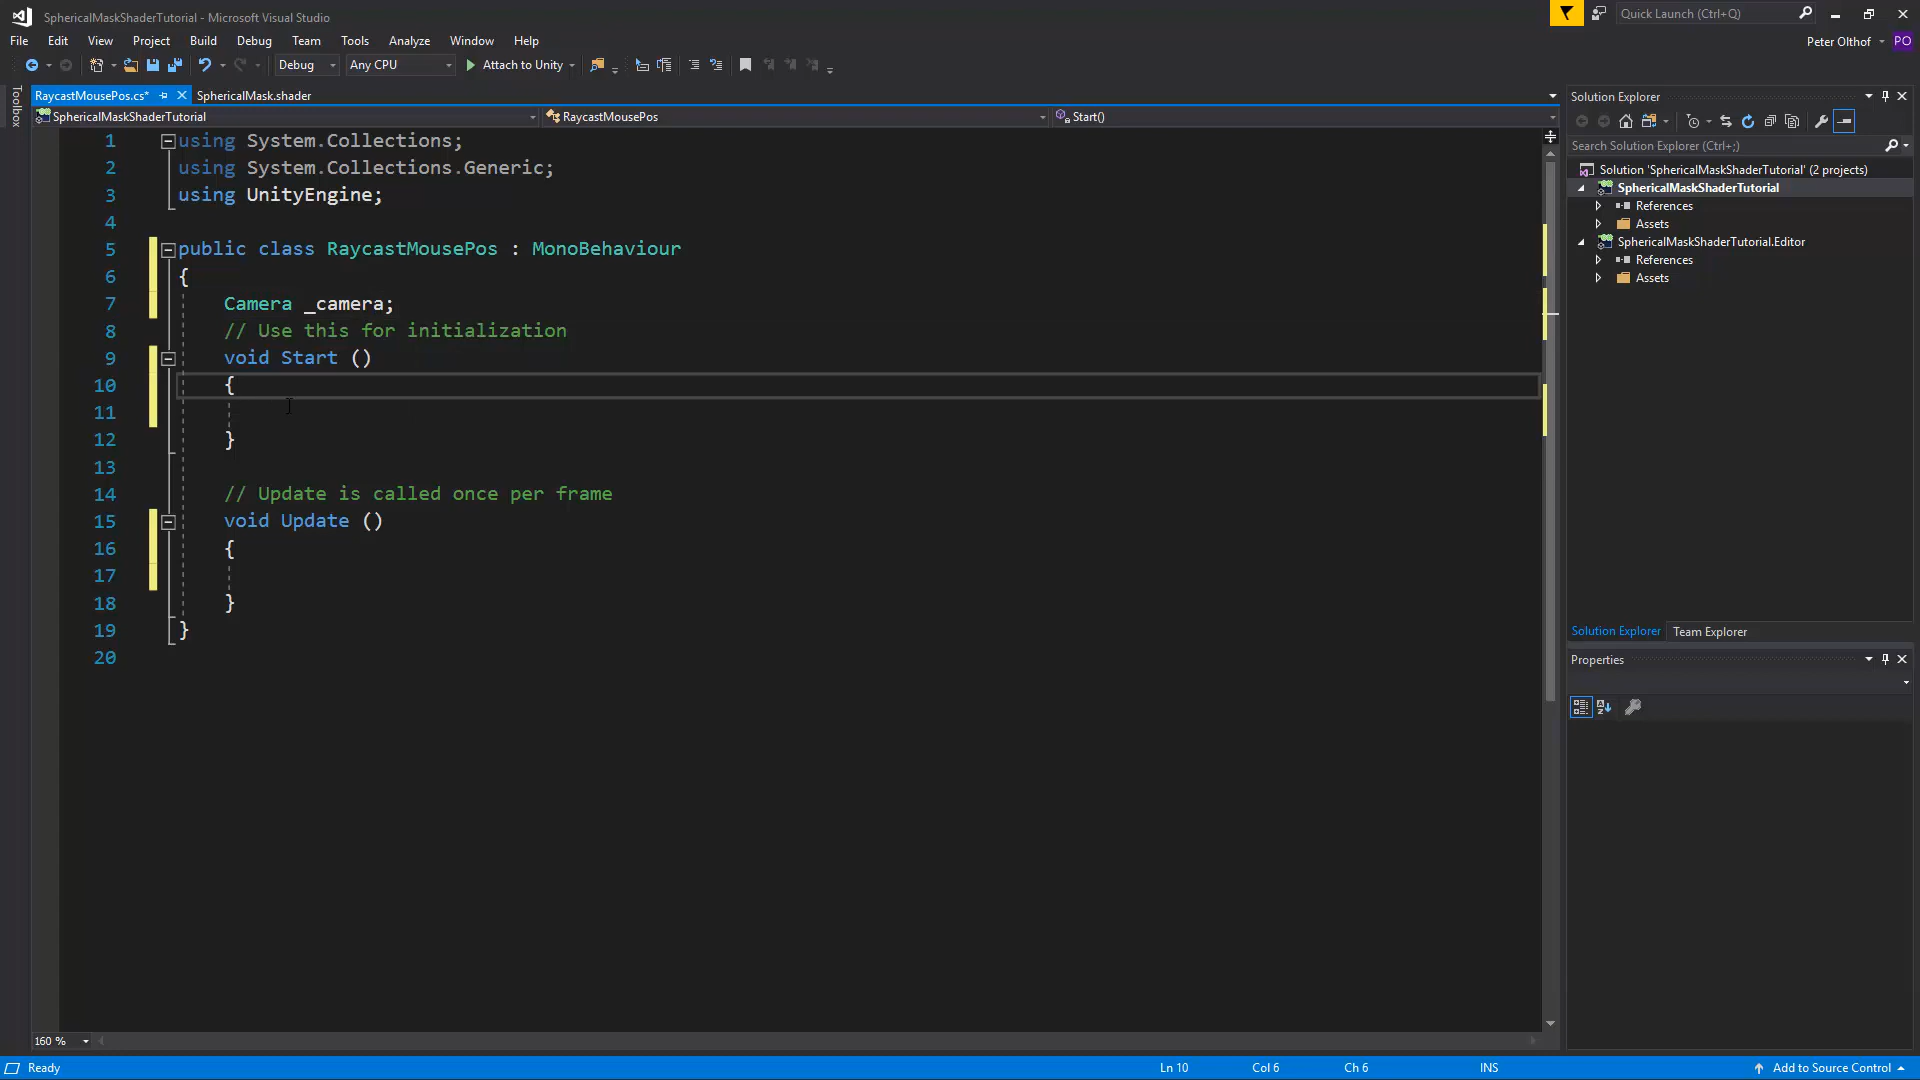 SphericalMaskShaderTutorial - Microsoft Visual Studio
Quick Launch (Ctrl+Q)
File Edit View Project Build Debug Team Tools Analyze Window Help
Peter Olthof PO
Debug Any CPU Attach to Unity
Toolbox
RaycastMousePos.cs* SphericalMask.shader
SphericalMaskShaderTutorial RaycastMousePos Start()
1 using System.Collections;
2 using System.Collections.Generic;
3 using UnityEngine;
4
5 public class RaycastMousePos : MonoBehaviour
6 {
7 Camera _camera;
8 // Use this for initialization
9 void Start ()
10 {
11
12 }
13
14 // Update is called once per frame
15 void Update ()
16 {
17
18 }
19 }
20
160 %
Solution Explorer
Search Solution Explorer (Ctrl+;)
Solution 'SphericalMaskShaderTutorial' (2 projects)
SphericalMaskShaderTutorial
References
Assets
SphericalMaskShaderTutorial.Editor
References
Assets
Solution Explorer Team Explorer
Properties
Ready Ln 10 Col 6 Ch 6 INS Add to Source Control